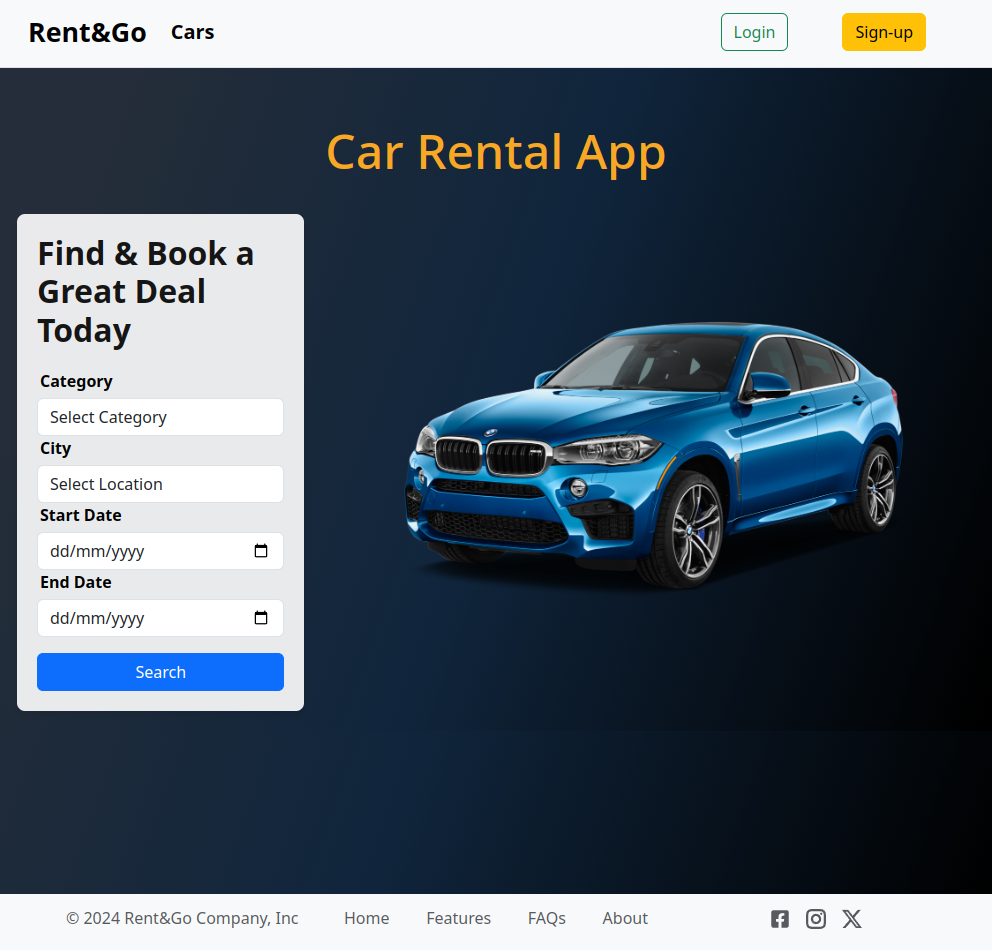 Rent&Go Cars Login Sign-up
Car Rental App
Find & Book a
Great Deal
Today
Category
Select Category
City
Select Location
Start Date
dd/mm/yyyy
End Date
dd/mm/yyyy
Search
© 2024 Rent&Go Company, Inc Home Features FAQs About